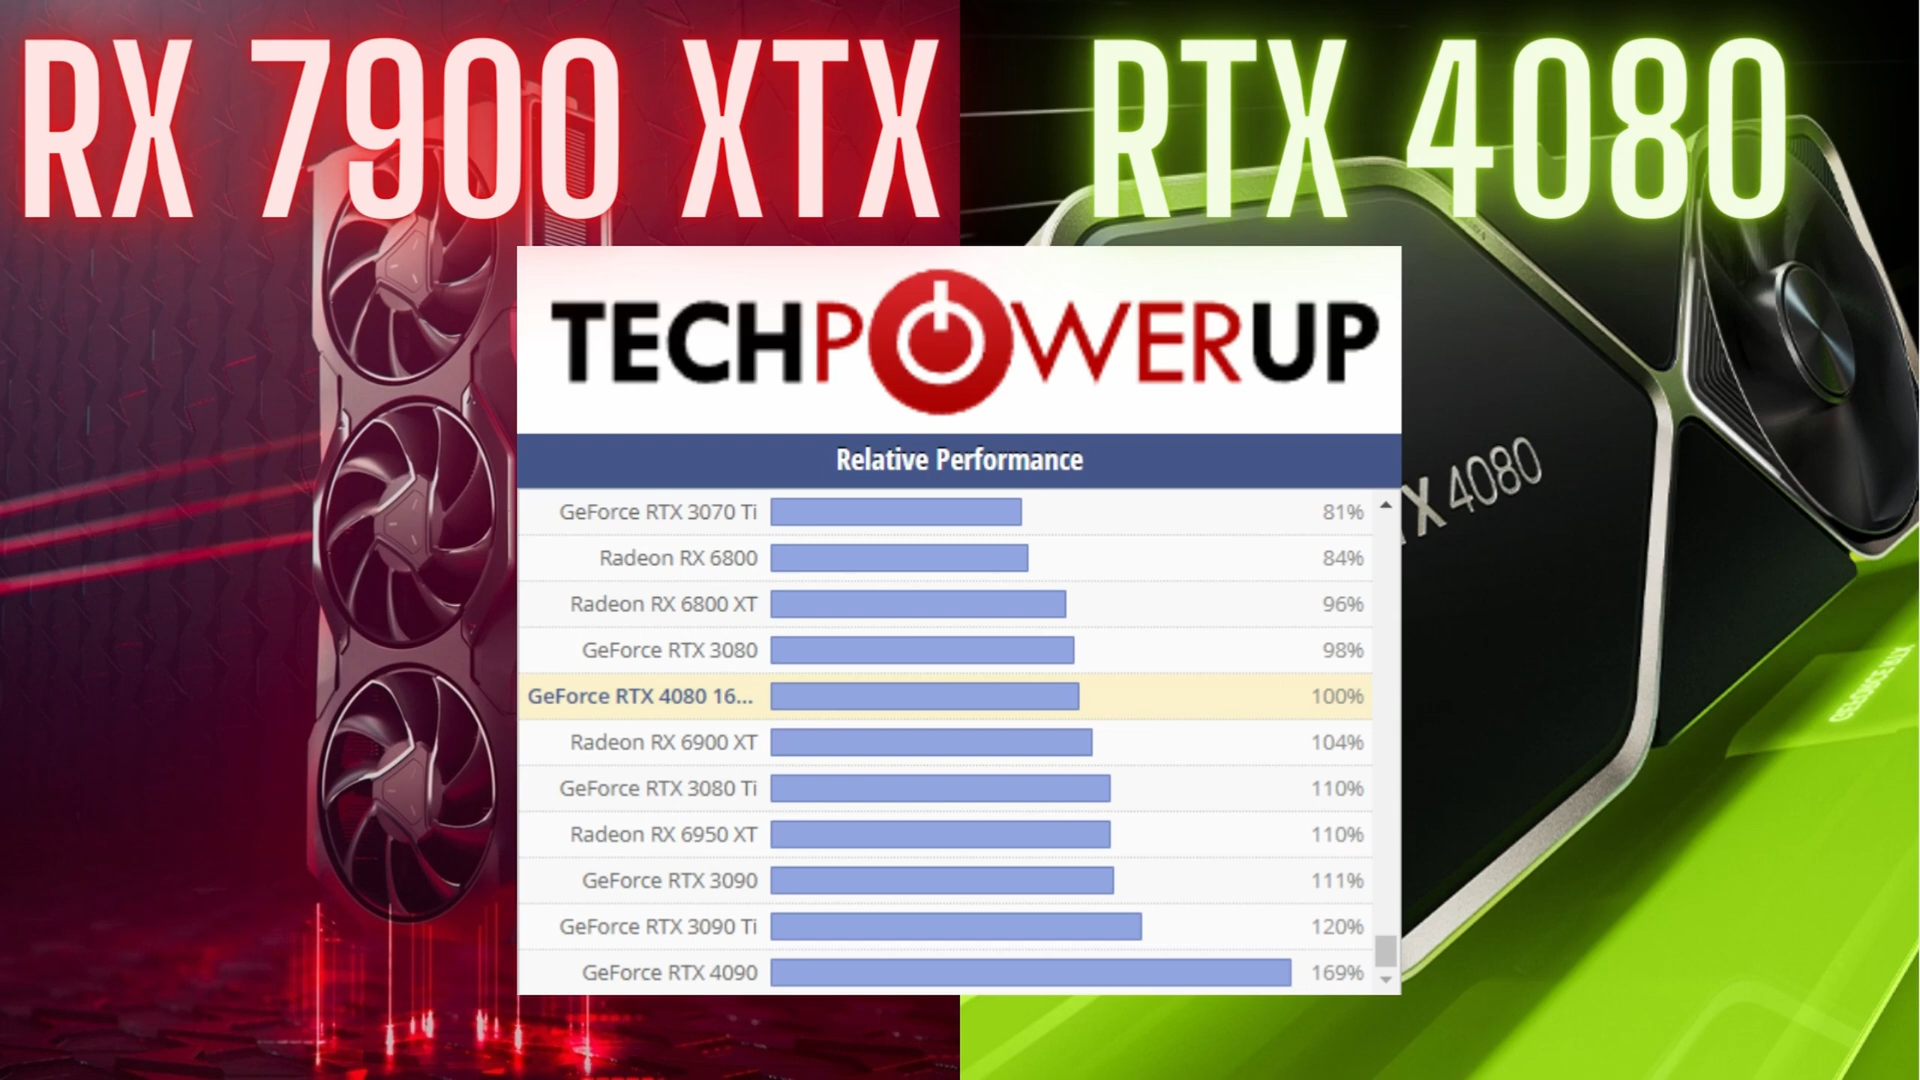 RX 7900 XTX
RTX 4080
TECHPOWERUP
Relative Performance
GeForce RTX 3070 Ti 81%
Radeon RX 6800 84%
Radeon RX 6800 XT 96%
GeForce RTX 3080 98%
GeForce RTX 4080 16... 100%
Radeon RX 6900 XT 104%
GeForce RTX 3080 Ti 110%
Radeon RX 6950 XT 110%
GeForce RTX 3090 111%
GeForce RTX 3090 Ti 120%
GeForce RTX 4090 169%
X 4080
GEFORCE RTX